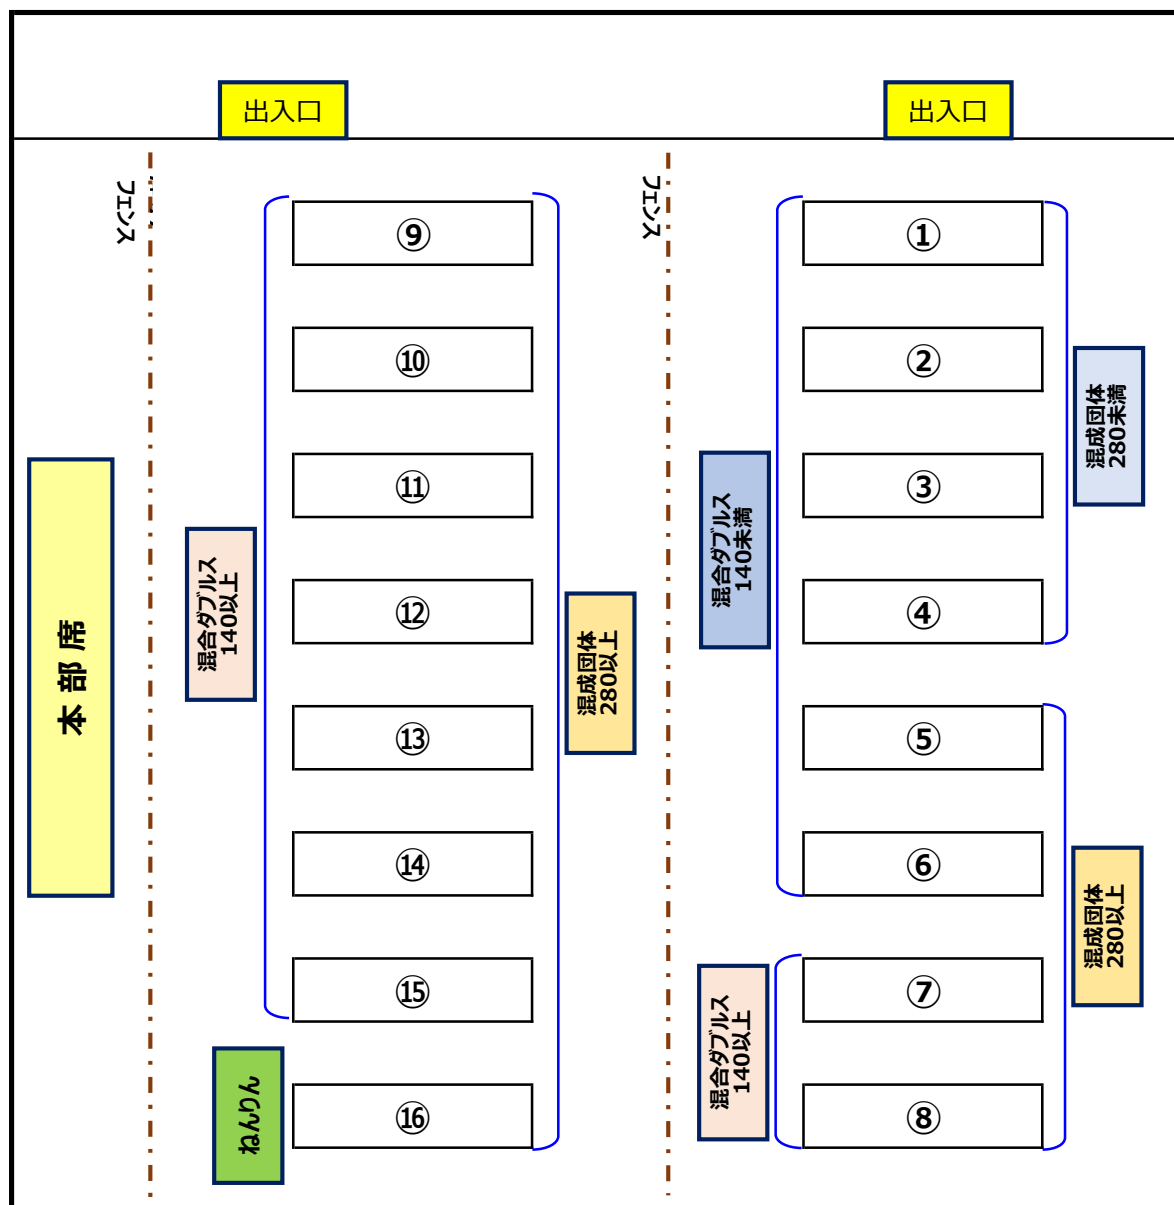 出入口
出入口
フェンス
フェンス
⑨
①
⑩
②
混成団体
280未満
⑪
③
混合ダブルス
140未満
混合ダブルス
140以上
⑫
④
混成団体
280以上
本 部 席
⑬
⑤
⑭
⑥
混成団体
280以上
⑮
⑦
混合ダブルス
140以上
ねんりん
⑯
⑧